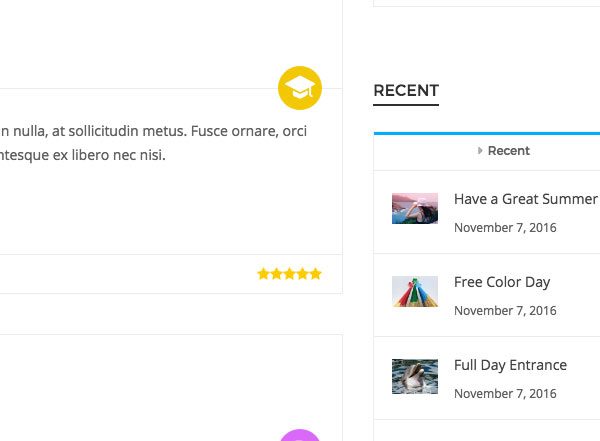 n nulla, at sollicitudin metus. Fusce ornare, orci
ntesque ex libero nec nisi.
RECENT
Recent
Have a Great Summer
November 7, 2016
Free Color Day
November 7, 2016
Full Day Entrance
November 7, 2016